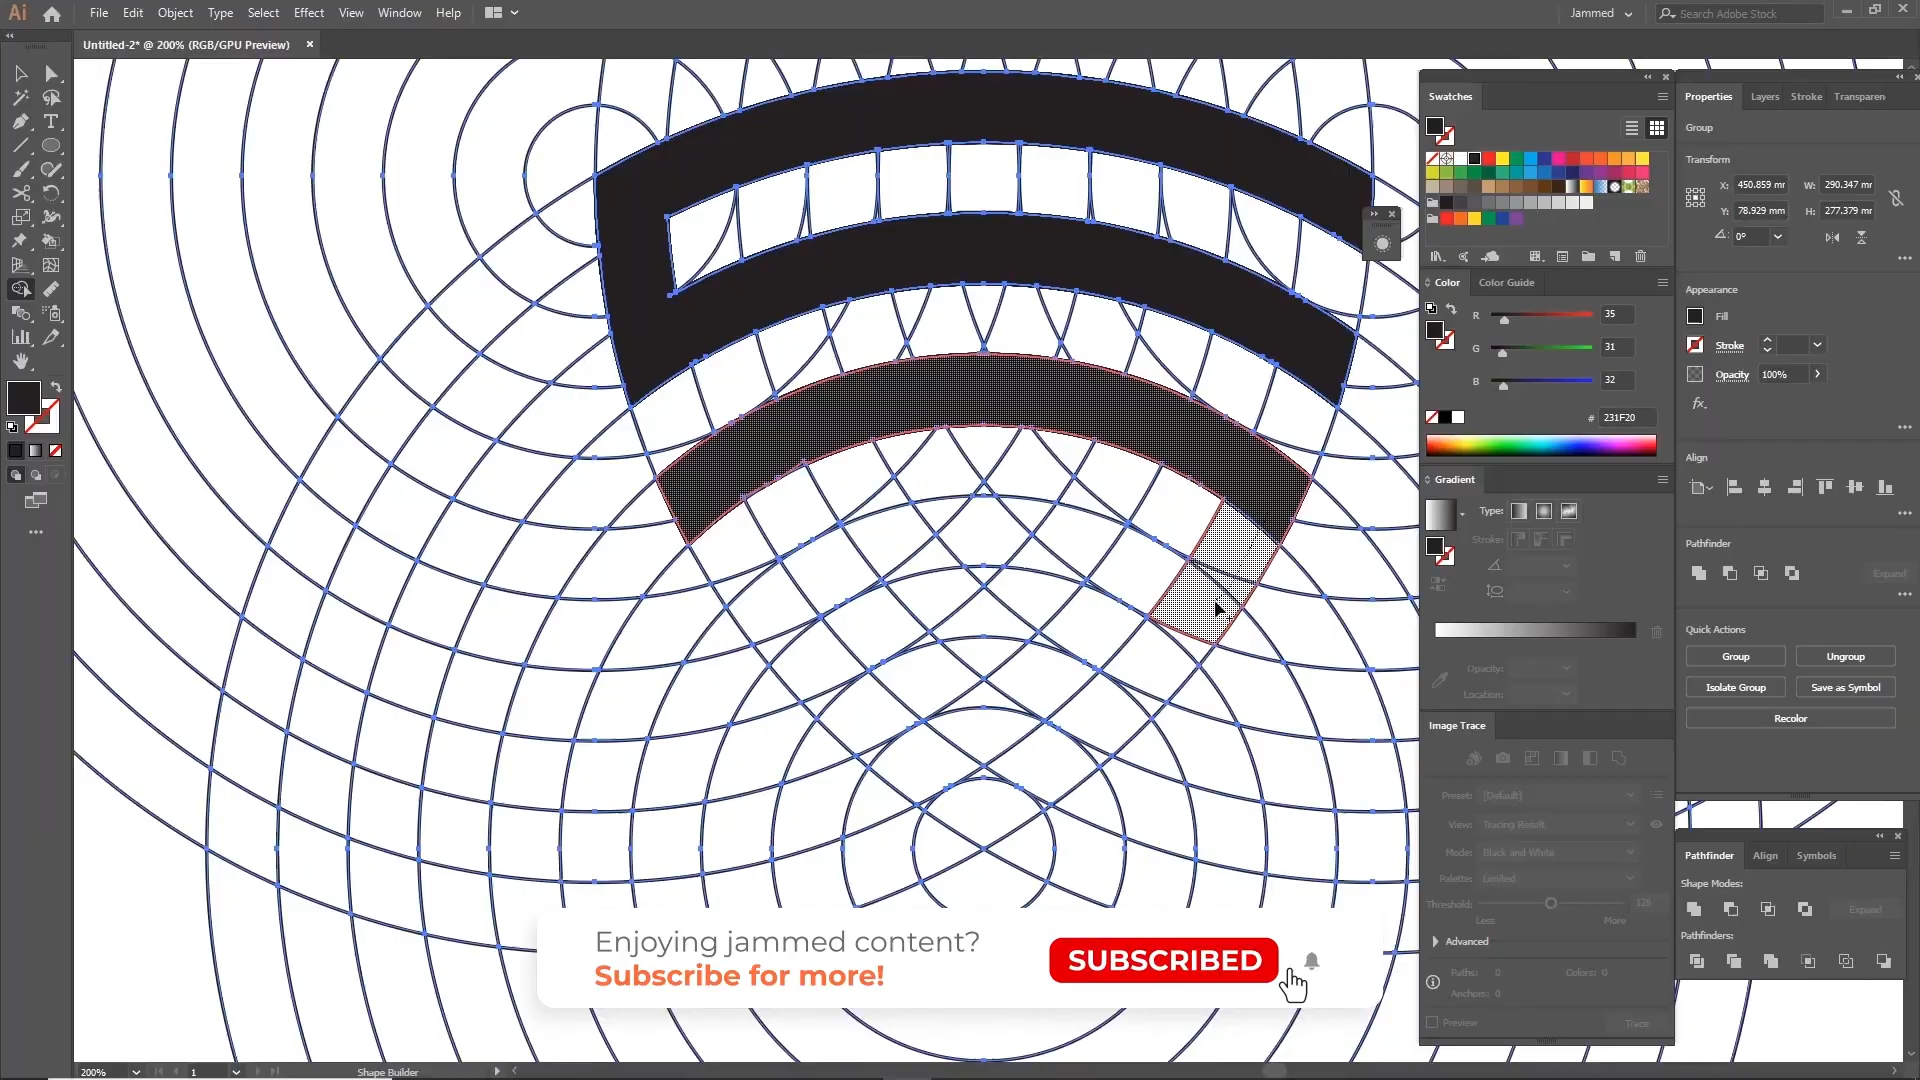 Ai File Edit Object Type Select Effect View Window Help Jammed Search Adobe Stock
Untitled-2* @ 200% (RGB/GPU Preview)
Swatches
Properties Layers Stroke Transparen
Group
Transform
X: 450.859 mr W: 290.347 mr
Y: 78.929 mm H: 277.379 mr
0°
Color Color Guide
R 35
G 31
B 32
# 231F20
Appearance
Fill
Stroke
Opacity 100%
fx.
Align
Gradient
Type:
Stroke:
Opacity:
Location:
Pathfinder
Expand
Quick Actions
Group Ungroup
Isolate Group Save as Symbol
Recolor
Image Trace
Preset: [Default]
View: Tracing Result
Mode: Black and White
Palette: Limited
Threshold: 128
Less More
Advanced
Paths: 0 Colors: 0
Anchors: 0
Preview Trace
Pathfinder Align Symbols
Shape Modes:
Expand
Pathfinders:
Enjoying jammed content?
Subscribe for more!
SUBSCRIBED
200% 1 Shape Builder